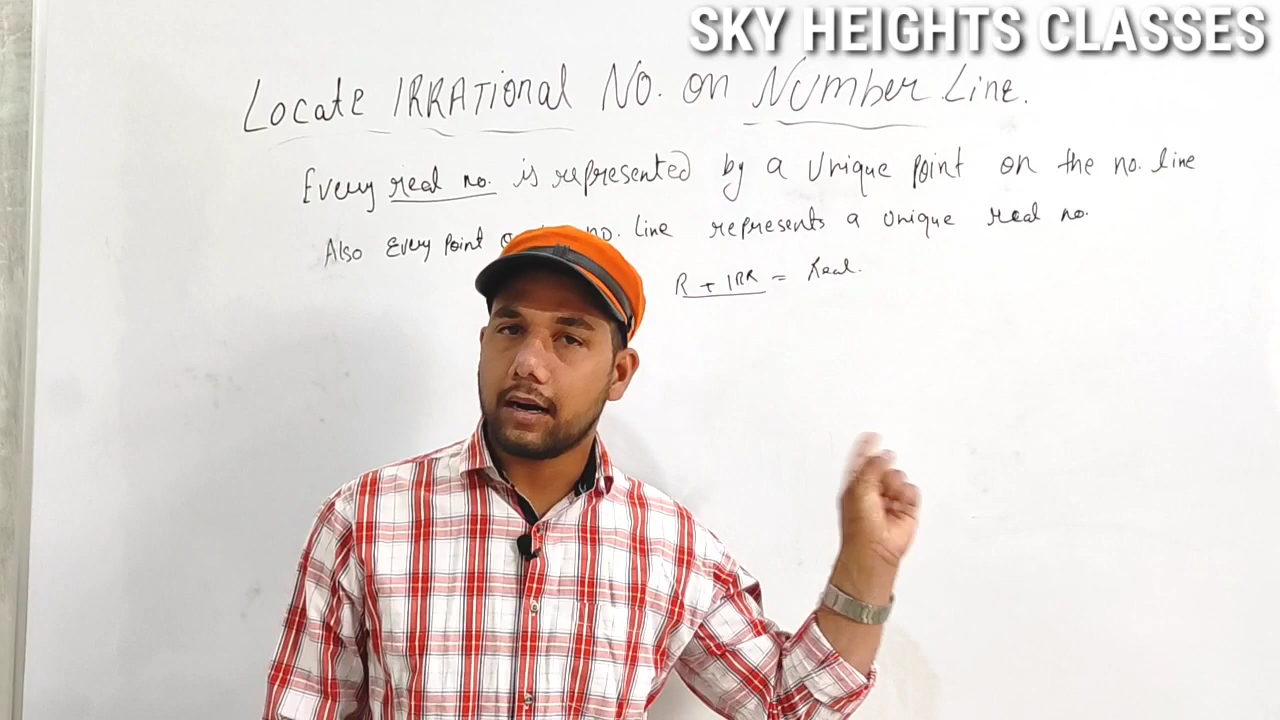 SKY HEIGHTS CLASSES
Locate IRRATional No. on Number Line.
Every real no. is represented by a Unique Point on the no. line
Also Every Point no. line represents a unique real no.
R + IRR = real.